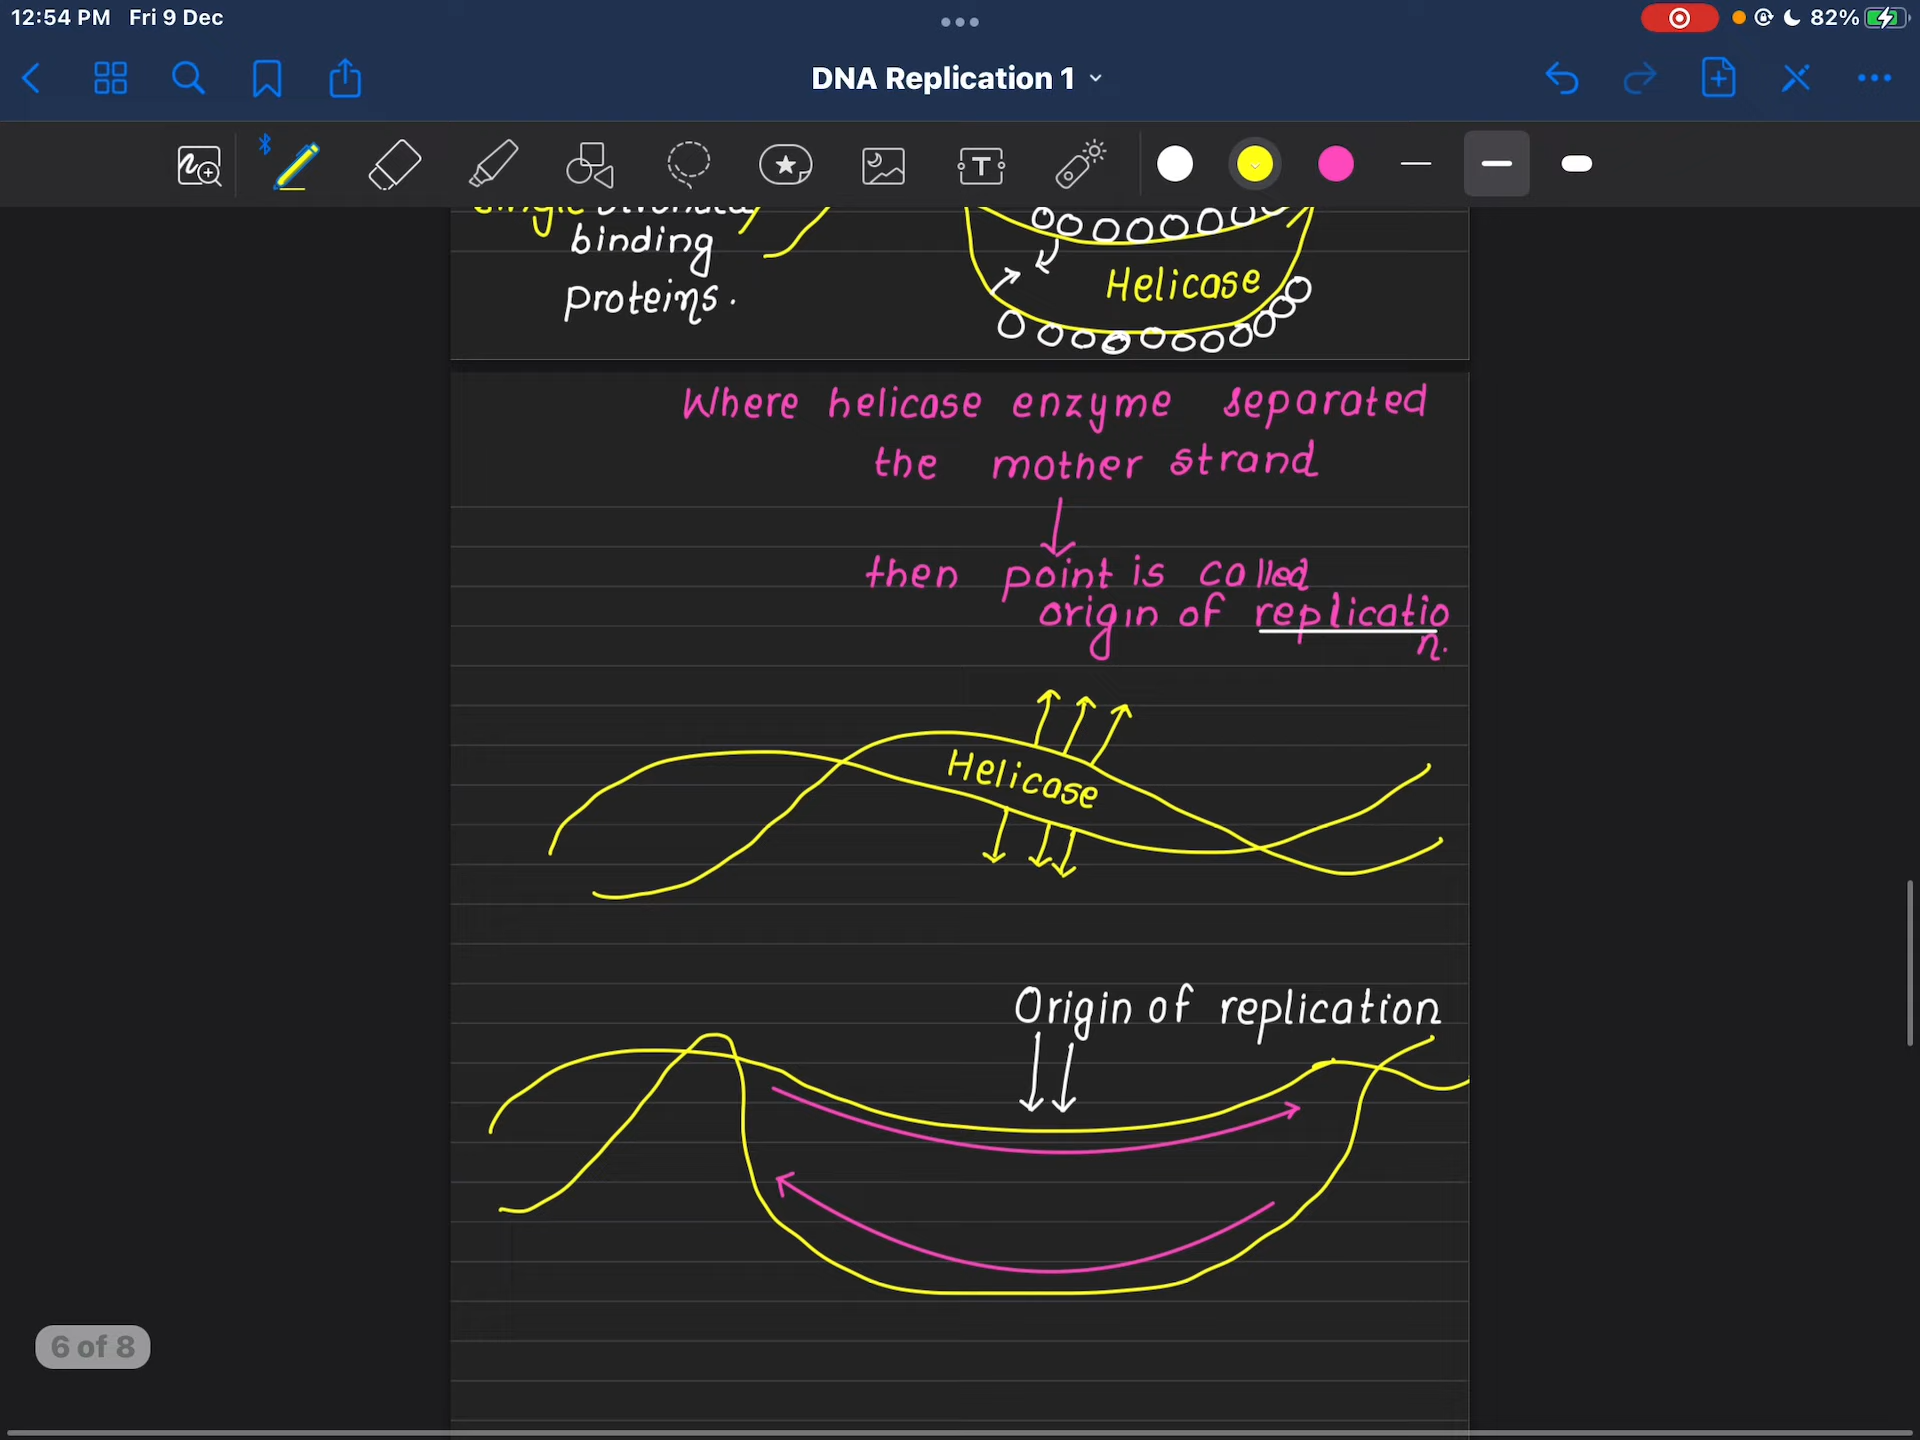 12:54 PM Fri 9 Dec
82%
DNA Replication 1
T
single
binding
proteins.
Helicase
Where helicase enzyme separated
the mother strand
then point is called
origin of replicatio
n.
Helicase
Origin of replication
6 of 8